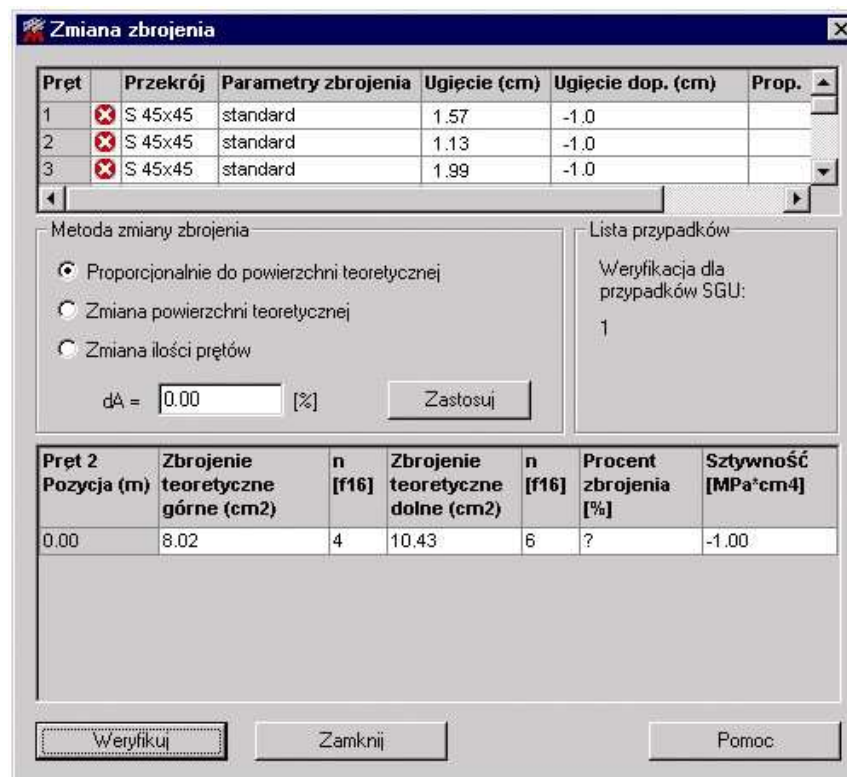 Zmiana zbrojenia
Pręt Przekrój Parametry zbrojenia Ugięcie (cm) Ugięcie dop. (cm) Prop.
1 S 45x45 standard 1.57 -1.0
2 S 45x45 standard 1.13 -1.0
3 S 45x45 standard 1.99 -1.0
Metoda zmiany zbrojenia
Proporcjonalnie do powierzchni teoretycznej
Zmiana powierzchni teoretycznej
Zmiana ilości prętów
dA = 0.00 [%] Zastosuj
Lista przypadków
Weryfikacja dla
przypadków SGU:
1
Pręt 2 Zbrojenie n Zbrojenie n Procent Sztywność
Pozycja (m) teoretyczne [f16] teoretyczne [f16] zbrojenia [MPa*cm4]
górne (cm2) dolne (cm2) [%]
0.00 8.02 4 10.43 6 ? -1.00
Weryfikuj Zamknij Pomoc